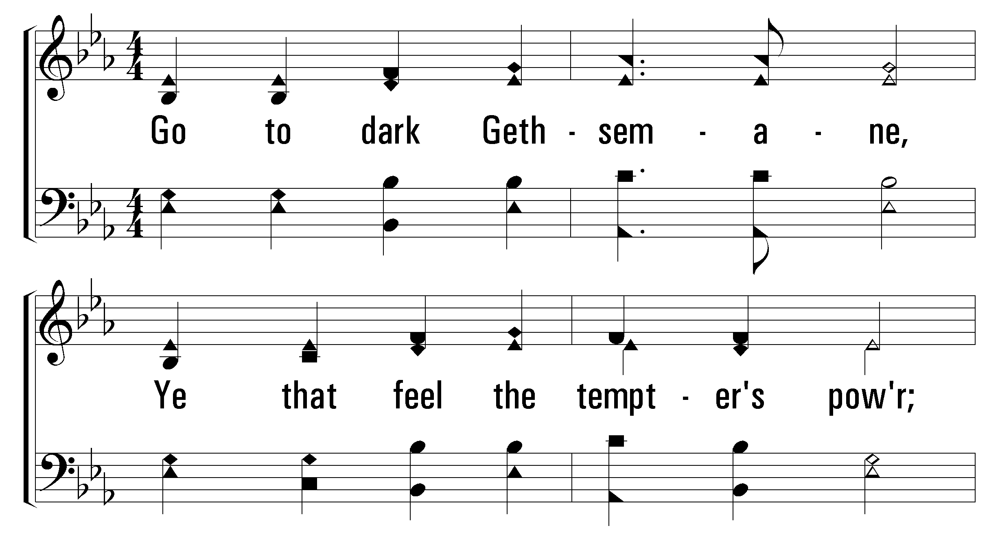 Go to dark Geth - sem - a - ne,
Ye that feel the tempt - er's pow'r;